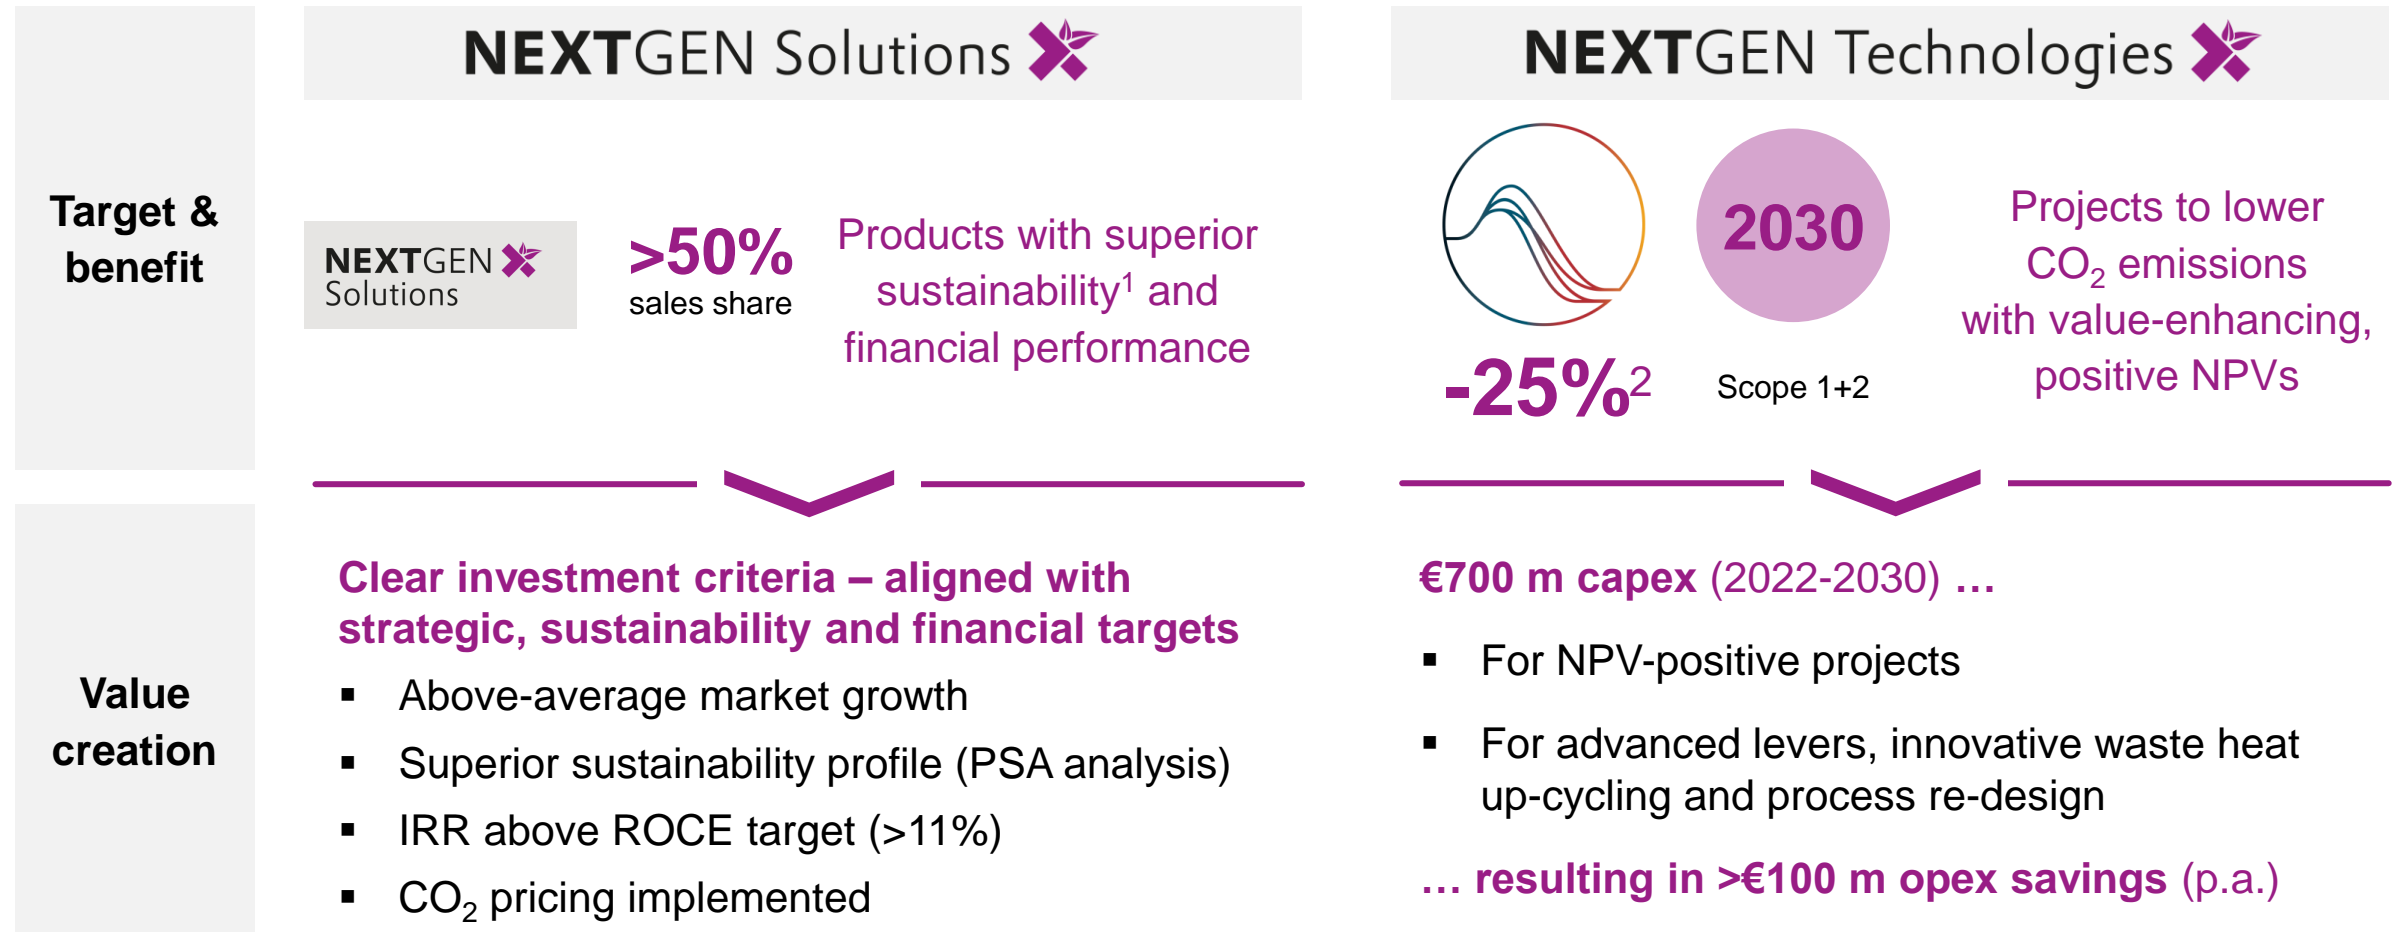 NEXTGEN Solutions
NEXTGEN Technologies
Target &
benefit
NEXTGEN
Solutions
>50%
sales share
Products with superior
sustainability¹ and
financial performance
-25%²
2030
Scope 1+2
Projects to lower
CO₂ emissions
with value-enhancing,
positive NPVs
Value
creation
Clear investment criteria – aligned with
strategic, sustainability and financial targets
▪ Above-average market growth
▪ Superior sustainability profile (PSA analysis)
▪ IRR above ROCE target (>11%)
▪ CO₂ pricing implemented
€700 m capex (2022-2030) …
▪ For NPV-positive projects
▪ For advanced levers, innovative waste heat
up-cycling and process re-design
… resulting in >€100 m opex savings (p.a.)